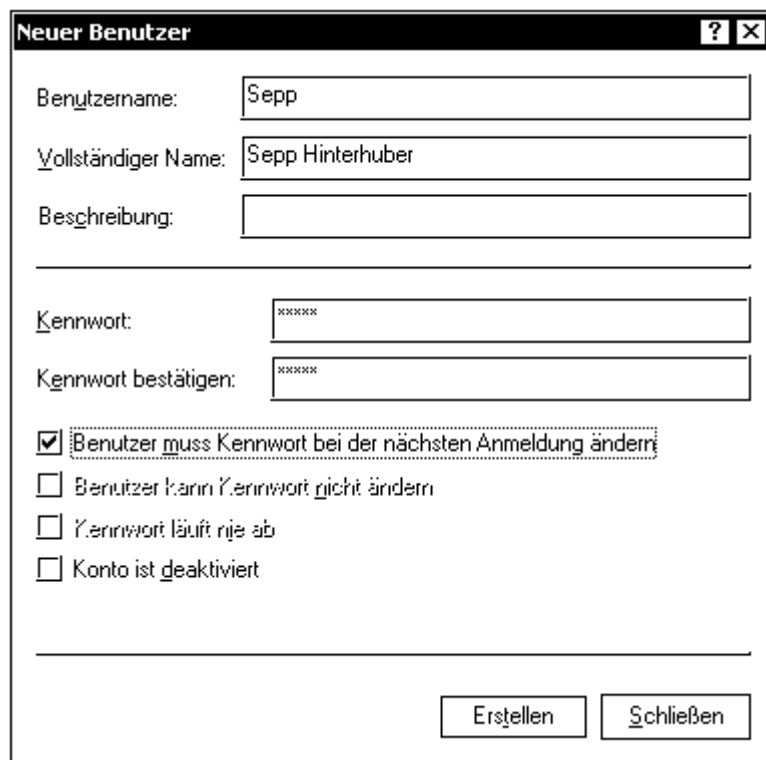 Neuer Benutzer
Benutzername: Sepp
Vollständiger Name: Sepp Hinterhuber
Beschreibung:
Kennwort: *****
Kennwort bestätigen: *****
Benutzer muss Kennwort bei der nächsten Anmeldung ändern
Benutzer kann Kennwort nicht ändern
Kennwort läuft nie ab
Konto ist deaktiviert
Erstellen Schließen